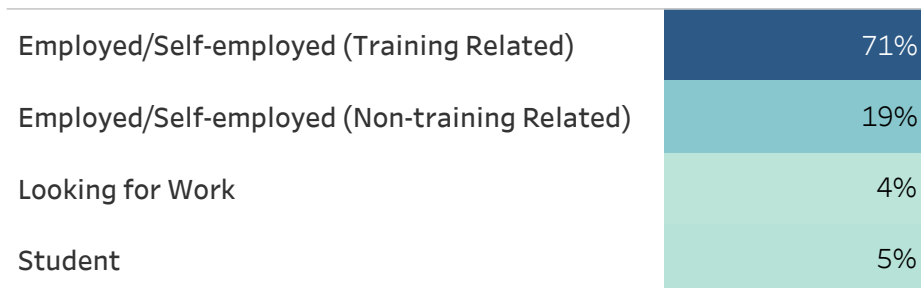 Employed/Self-employed (Training Related) 71%
Employed/Self-employed (Non-training Related) 19%
Looking for Work 4%
Student 5%